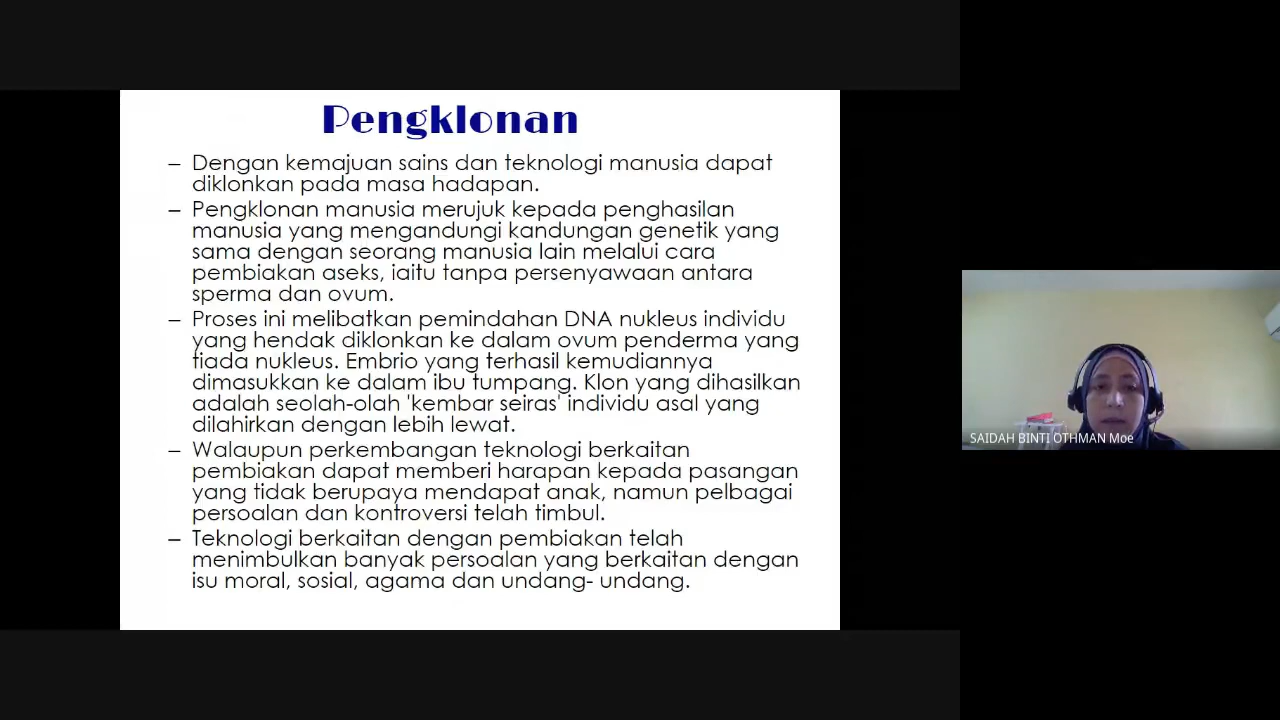 Pengklonan
– Dengan kemajuan sains dan teknologi manusia dapat
diklonkan pada masa hadapan.
– Pengklonan manusia merujuk kepada penghasilan
manusia yang mengandungi kandungan genetik yang
sama dengan seorang manusia lain melalui cara
pembiakan aseks, iaitu tanpa persenyawaan antara
sperma dan ovum.
– Proses ini melibatkan pemindahan DNA nukleus individu
yang hendak diklonkan ke dalam ovum penderma yang
tiada nukleus. Embrio yang terhasil kemudiannya
dimasukkan ke dalam ibu tumpang. Klon yang dihasilkan
adalah seolah-olah 'kembar seiras' individu asal yang
dilahirkan dengan lebih lewat.
– Walaupun perkembangan teknologi berkaitan
pembiakan dapat memberi harapan kepada pasangan
yang tidak berupaya mendapat anak, namun pelbagai
persoalan dan kontroversi telah timbul.
– Teknologi berkaitan dengan pembiakan telah
menimbulkan banyak persoalan yang berkaitan dengan
isu moral, sosial, agama dan undang- undang.
SAIDAH BINTI OTHMAN Moe